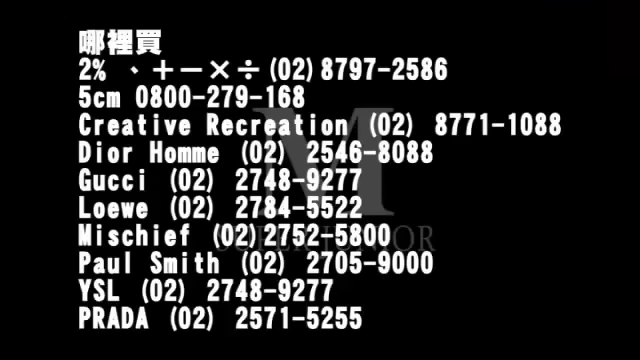 哪裡買
2% 、＋－×÷(02)8797-2586
5cm 0800-279-168
Creative Recreation (02) 8771-1088
Dior Homme (02) 2546-8088
Gucci (02) 2748-9277
Loewe (02) 2784-5522
Mischief (02)2752-5800
Paul Smith (02) 2705-9000
YSL (02) 2748-9277
PRADA (02) 2571-5255
M
SUPER JUNIOR